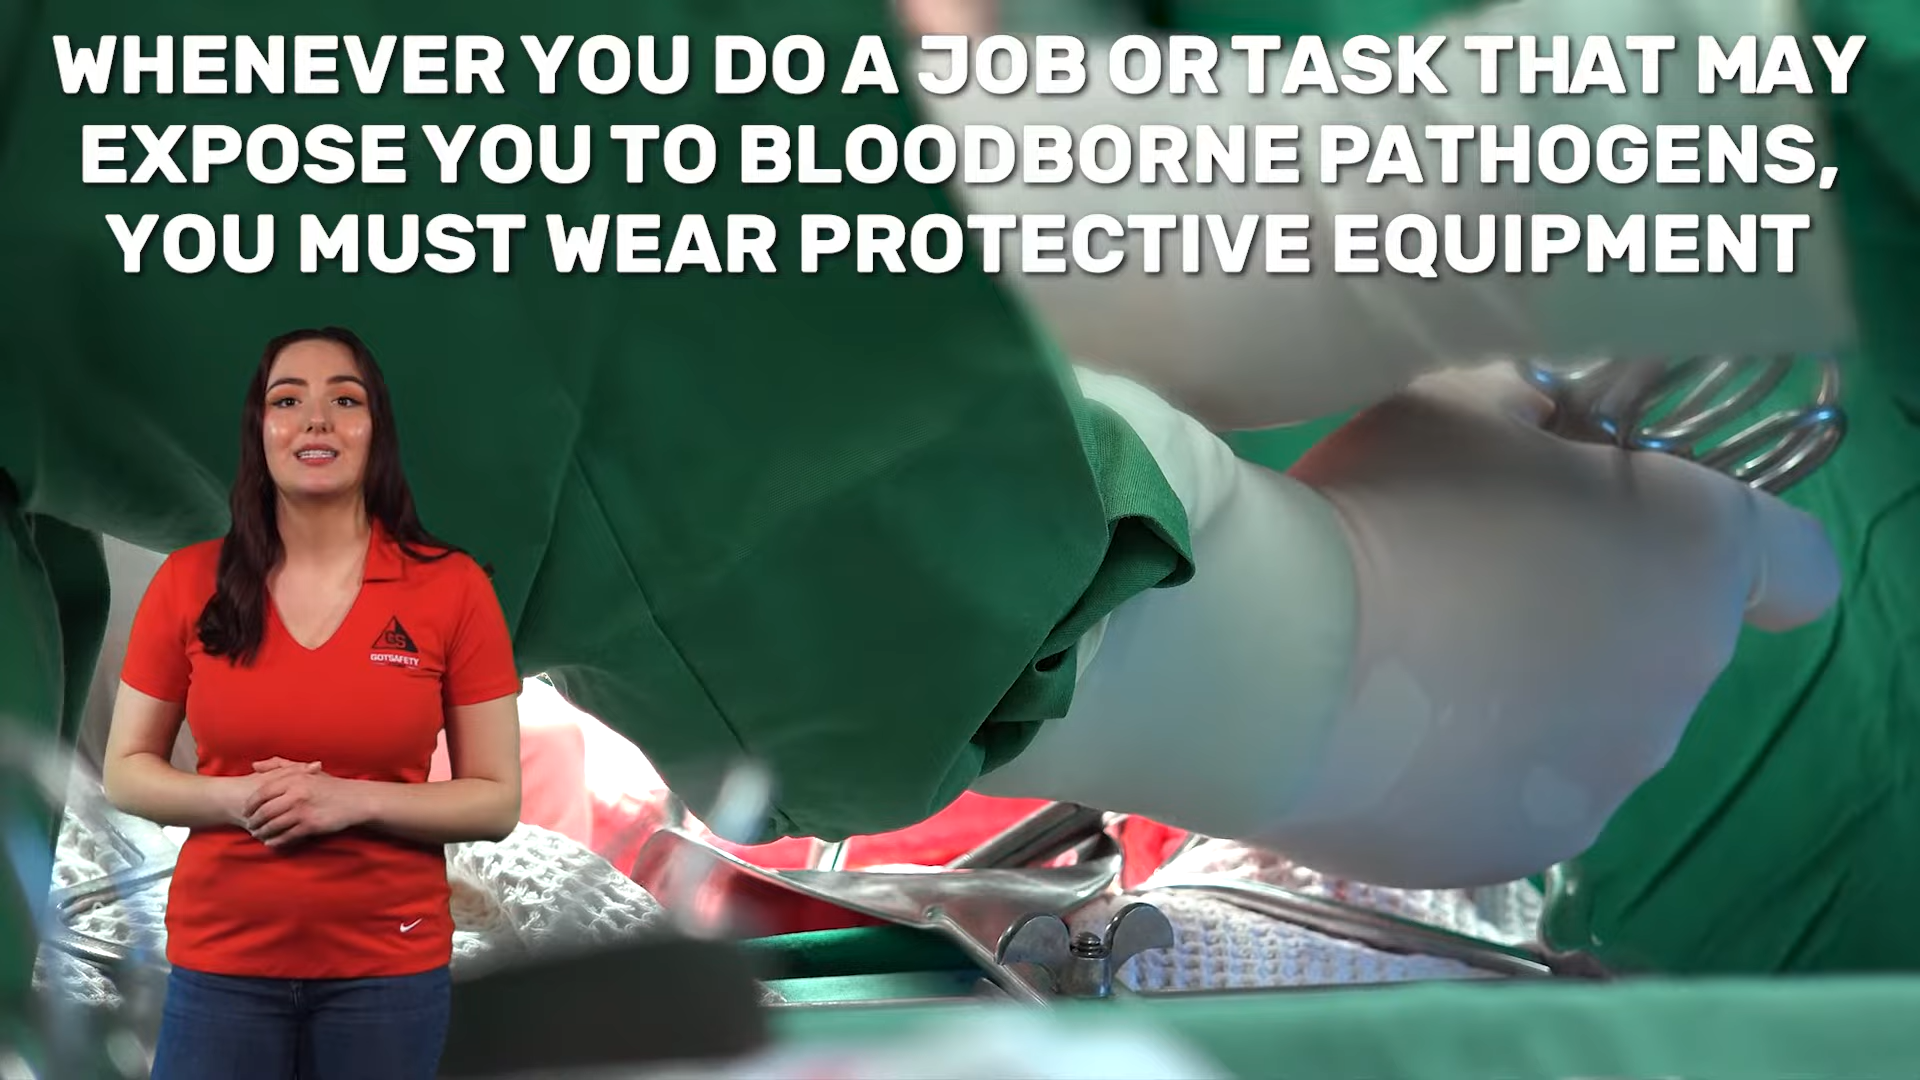 WHENEVER YOU DO A JOB OR TASK THAT MAY
EXPOSE YOU TO BLOODBORNE PATHOGENS,
YOU MUST WEAR PROTECTIVE EQUIPMENT
GS
GOTSAFETY